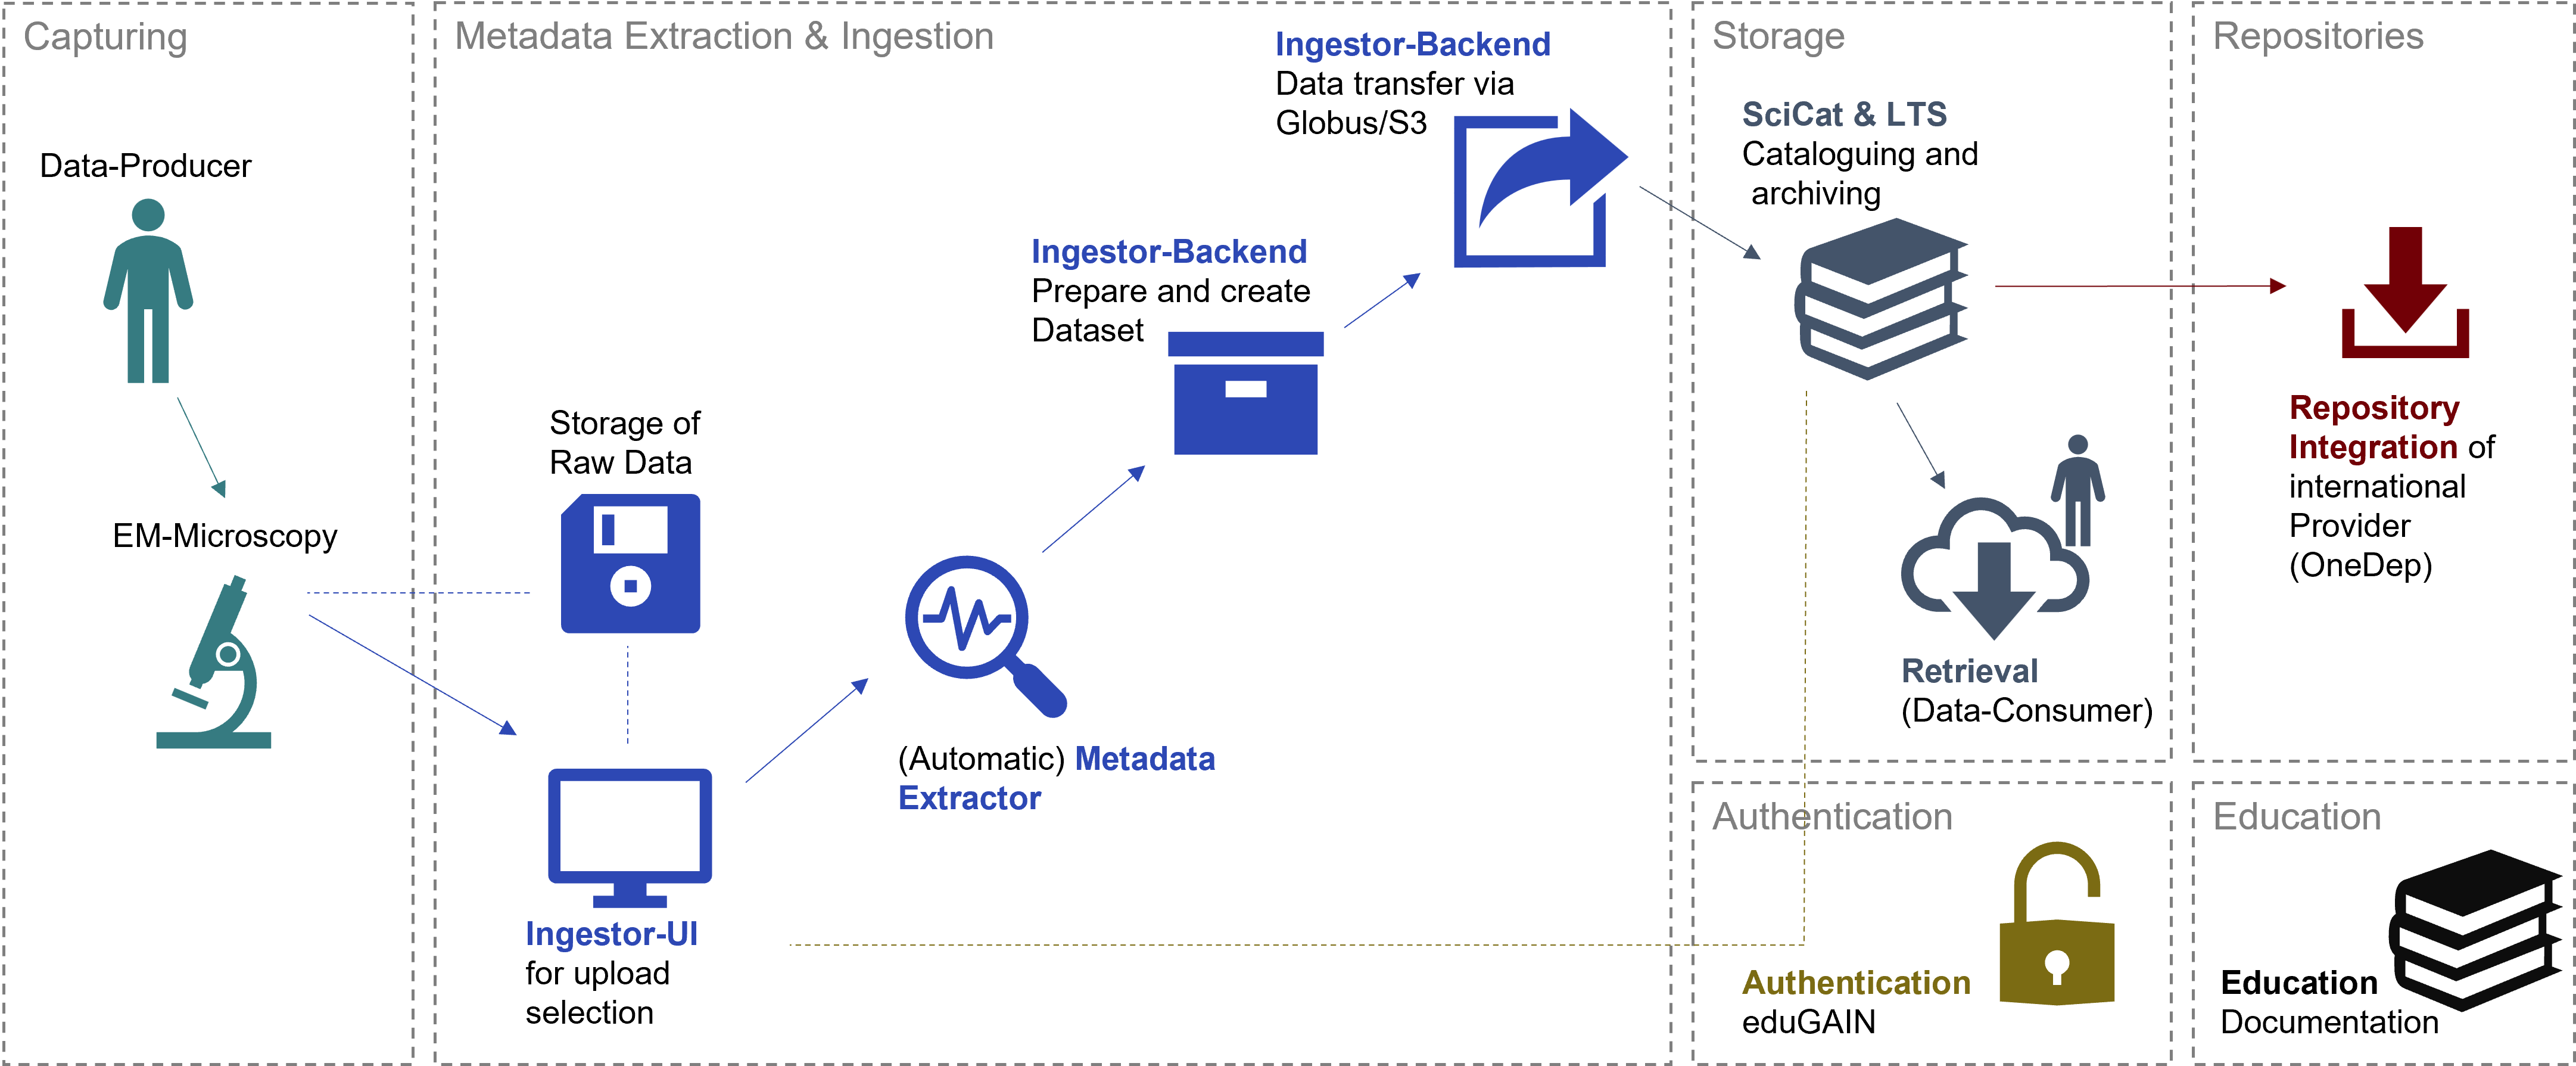 Capturing
Data-Producer
EM-Microscopy
Metadata Extraction & Ingestion
Storage of
Raw Data
Ingestor-UI
for upload
selection
(Automatic) Metadata
Extractor
Ingestor-Backend
Prepare and create
Dataset
Ingestor-Backend
Data transfer via
Globus/S3
Storage
SciCat & LTS
Cataloguing and
archiving
Retrieval
(Data-Consumer)
Repositories
Repository
Integration of
international
Provider
(OneDep)
Authentication
Authentication
eduGAIN
Education
Education
Documentation